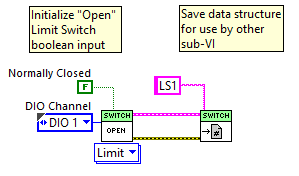 Initialize "Open"
Limit Switch
boolean input
Save data structure
for use by other
sub-VI
Normally Closed
F
LS1
DIO Channel
DIO 1
SWITCH
OPEN
SWITCH
#
Limit